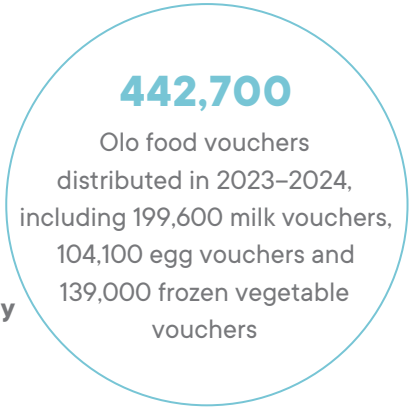 442,700
Olo food vouchers
distributed in 2023–2024,
including 199,600 milk vouchers,
104,100 egg vouchers and
139,000 frozen vegetable
vouchers
y